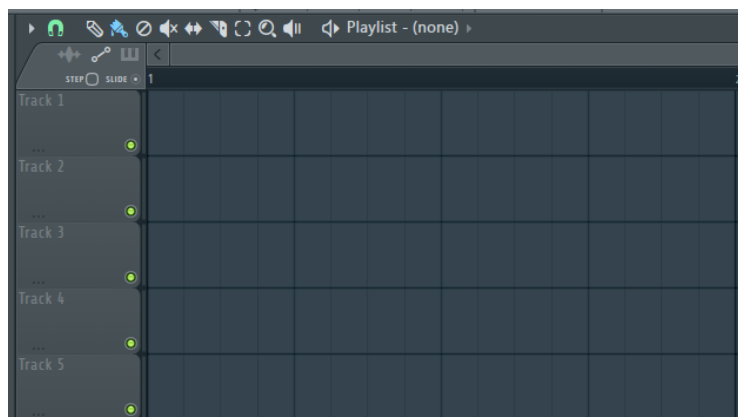 Playlist - (none)
STEP SLIDE 1
Track 1
...
Track 2
...
Track 3
...
Track 4
...
Track 5
...